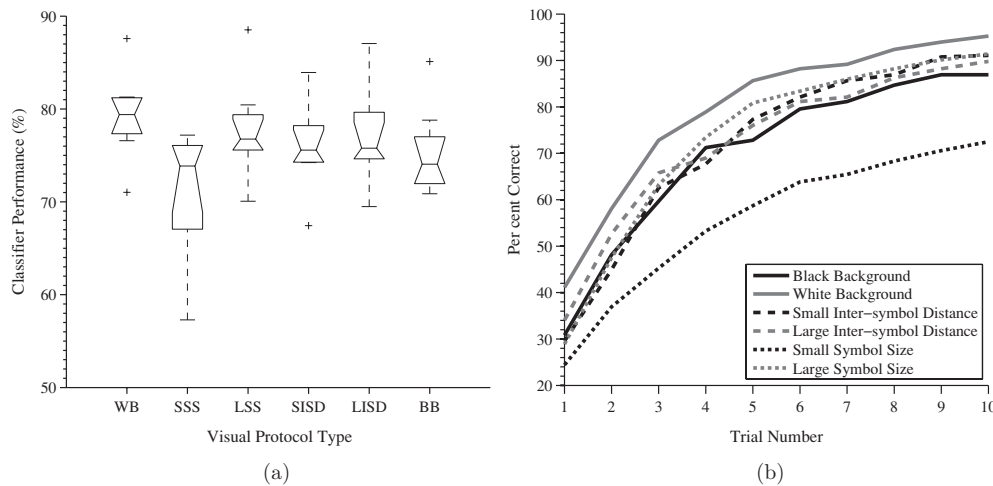 90
80
70
60
50
Classifier Performance (%)
WB SSS LSS SISD LISD BB
Visual Protocol Type
(a)
100
90
80
70
60
50
40
30
20
Per cent Correct
Black Background
White Background
Small Inter−symbol Distance
Large Inter−symbol Distance
Small Symbol Size
Large Symbol Size
1 2 3 4 5 6 7 8 9 10
Trial Number
(b)